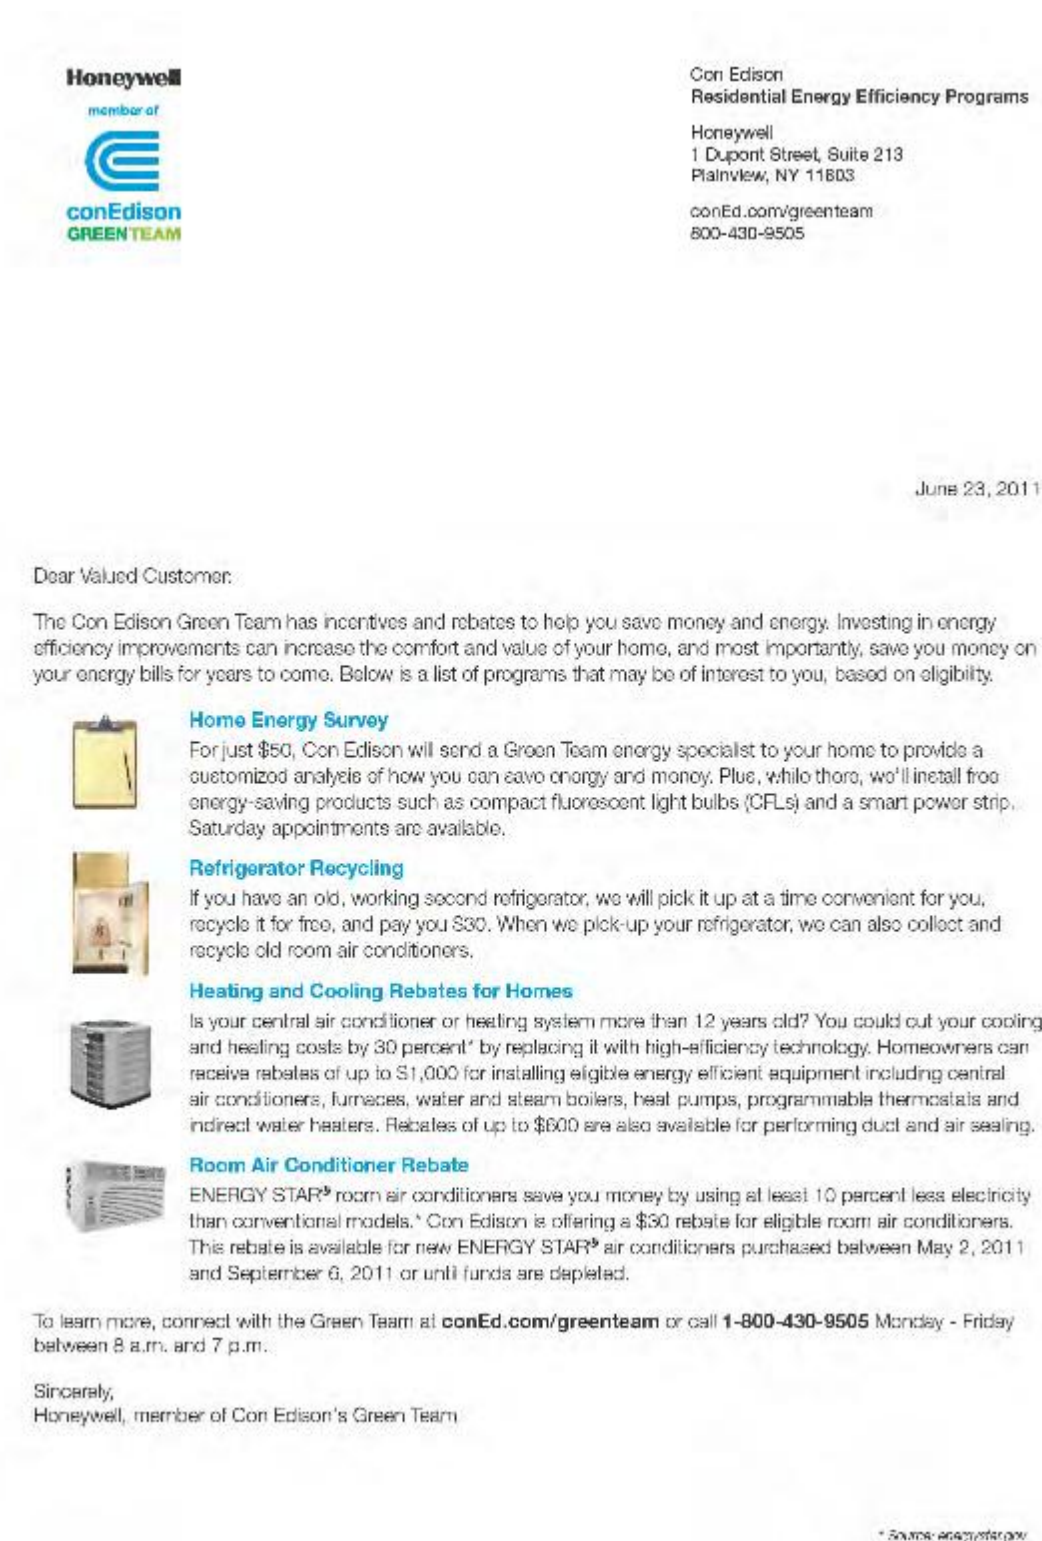 Honeywell
member of
conEdison
GREEN TEAM
Con Edison
Residential Energy Efficiency Programs
Honeywell
1 Dupont Street, Suite 213
Plainview, NY 11803
conEd.com/greenteam
800-430-9505
June 23, 2011
Dear Valued Customer:
The Con Edison Green Team has incentives and rebates to help you save money and energy. Investing in energy
efficiency improvements can increase the comfort and value of your home, and most importantly, save you money on
your energy bills for years to come. Below is a list of programs that may be of interest to you, based on eligibility.
Home Energy Survey
For just $50, Con Edison will send a Green Team energy specialist to your home to provide a
customized analysis of how you can save energy and money. Plus, while there, we'll install free
energy-saving products such as compact fluorescent light bulbs (CFLs) and a smart power strip.
Saturday appointments are available.
Refrigerator Recycling
If you have an old, working second refrigerator, we will pick it up at a time convenient for you,
recycle it for free, and pay you $30. When we pick-up your refrigerator, we can also collect and
recycle old room air conditioners.
Heating and Cooling Rebates for Homes
Is your central air conditioner or heating system more than 12 years old? You could cut your cooling
and heating costs by 30 percent* by replacing it with high-efficiency technology. Homeowners can
receive rebates of up to $1,000 for installing eligible energy efficient equipment including central
air conditioners, furnaces, water and steam boilers, heat pumps, programmable thermostats and
indirect water heaters. Rebates of up to $600 are also available for performing duct and air sealing.
Room Air Conditioner Rebate
ENERGY STAR® room air conditioners save you money by using at least 10 percent less electricity
than conventional models.* Con Edison is offering a $30 rebate for eligible room air conditioners.
This rebate is available for new ENERGY STAR® air conditioners purchased between May 2, 2011
and September 6, 2011 or until funds are depleted.
To learn more, connect with the Green Team at conEd.com/greenteam or call 1-800-430-9505 Monday - Friday
between 8 a.m. and 7 p.m.
Sincerely,
Honeywell, member of Con Edison's Green Team
* Source: energystar.gov